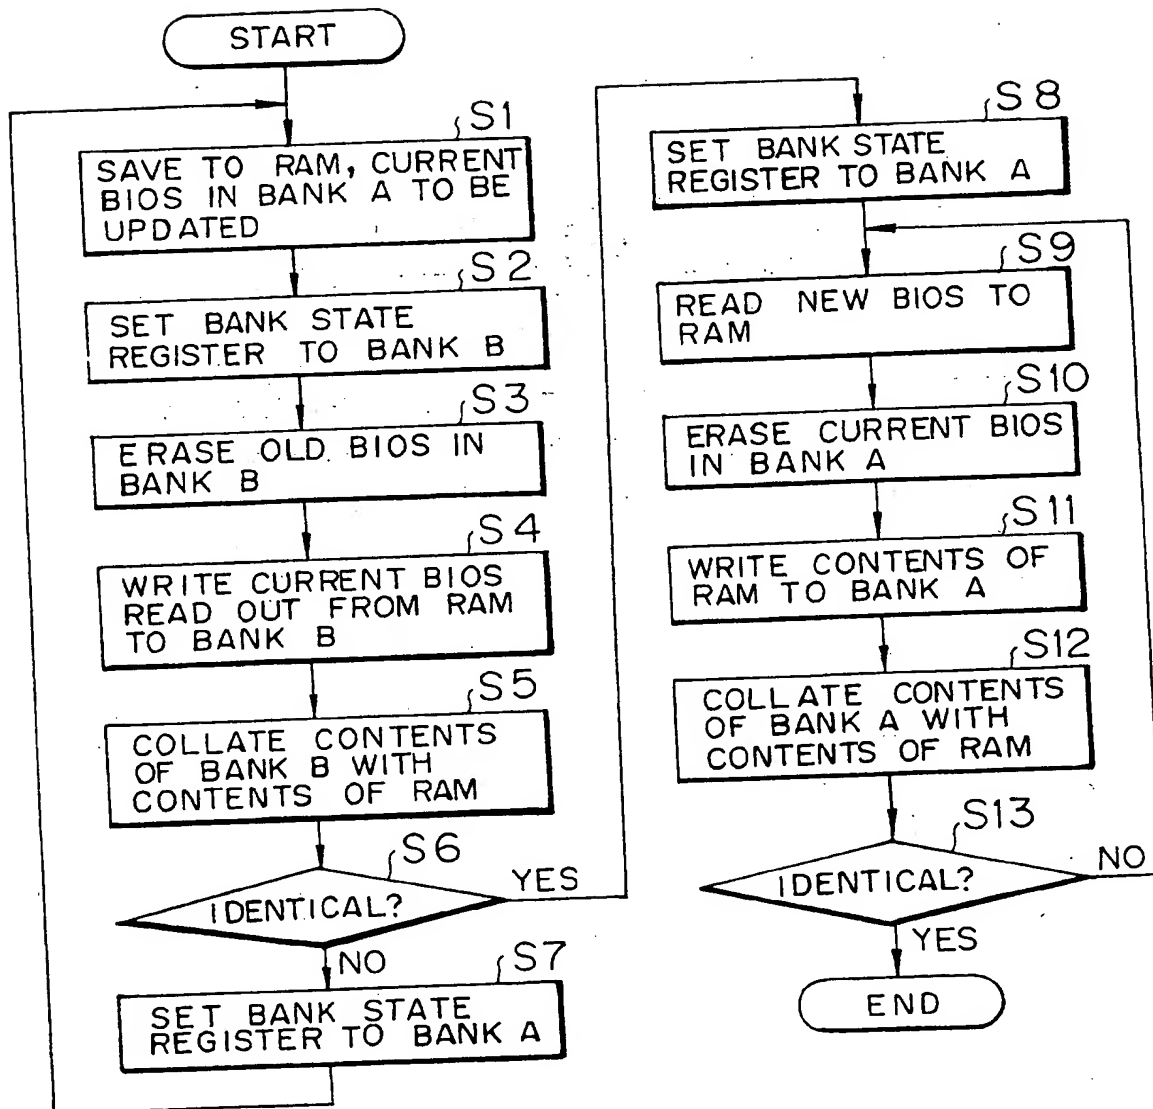 START
S1
SAVE TO RAM, CURRENT
BIOS IN BANK A TO BE
UPDATED
S2
SET BANK STATE
REGISTER TO BANK B
S3
ERASE OLD BIOS IN
BANK B
S4
WRITE CURRENT BIOS
READ OUT FROM RAM
TO BANK B
S5
COLLATE CONTENTS
OF BANK B WITH
CONTENTS OF RAM
S6
IDENTICAL?
YES
NO
S7
SET BANK STATE
REGISTER TO BANK A
S8
SET BANK STATE
REGISTER TO BANK A
S9
READ NEW BIOS TO
RAM
S10
ERASE CURRENT BIOS
IN BANK A
S11
WRITE CONTENTS OF
RAM TO BANK A
S12
COLLATE CONTENTS
OF BANK A WITH
CONTENTS OF RAM
S13
IDENTICAL?
NO
YES
END